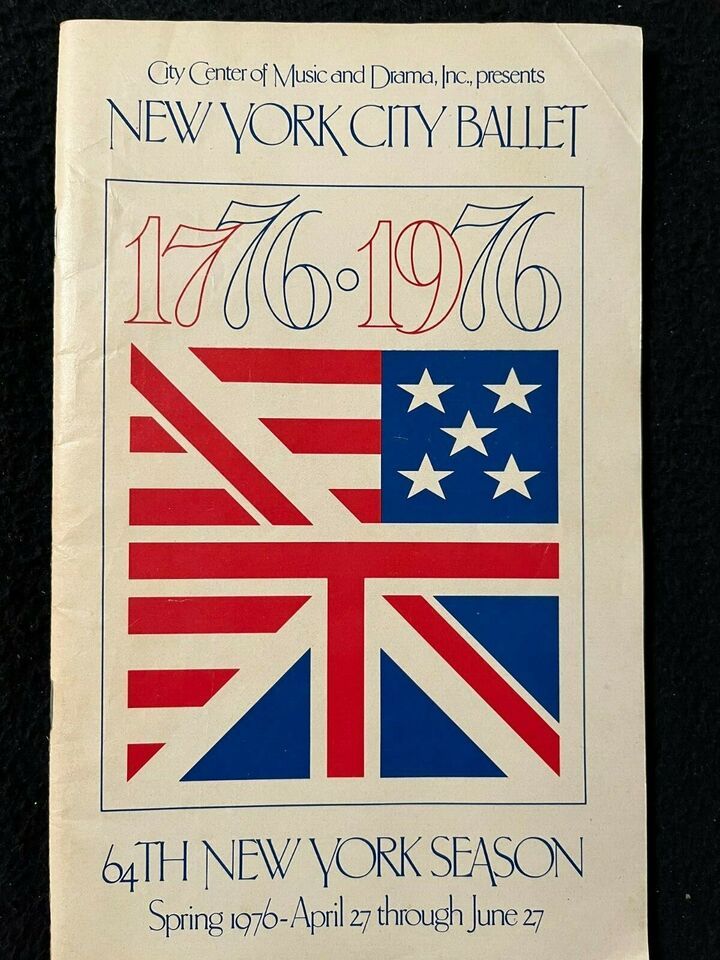 City Center of Music and Drama, Inc., presents
NEW YORK CITY BALLET
1776 • 1976
64TH NEW YORK SEASON
Spring 1976-April 27 through June 27